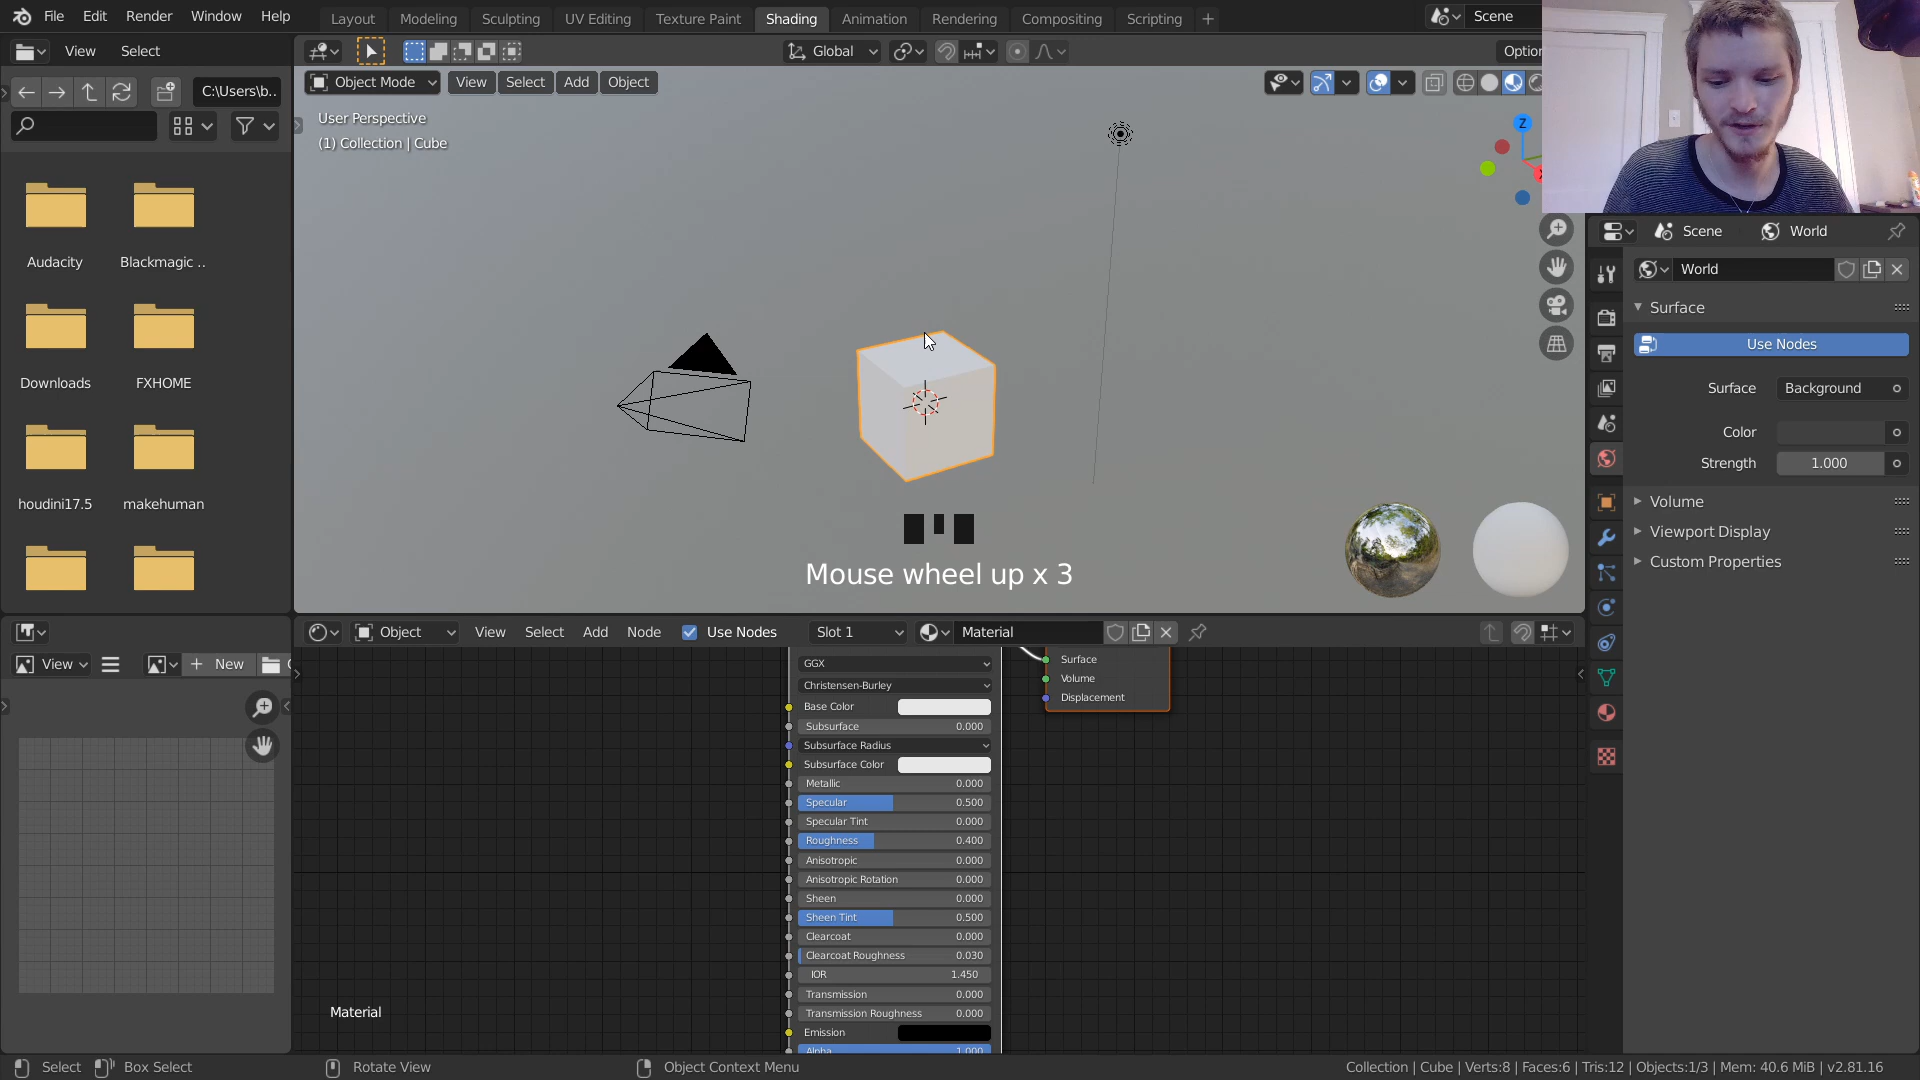 File Edit Render Window Help Layout Modeling Sculpting UV Editing Texture Paint Shading Animation Rendering Compositing Scripting + Scene
View Select Global
C:\Users\b..
Object Mode View Select Add Object
User Perspective
(1) Collection | Cube
Z
Audacity Blackmagic ..
Downloads FXHOME
houdini17.5 makehuman
Mouse wheel up x 3
Scene World
World
Surface
Use Nodes
Surface Background
Color
Strength 1.000
Volume
Viewport Display
Custom Properties
Object View Select Add Node Use Nodes Slot 1 Material
View + New
GGX
Christensen-Burley
Base Color
Subsurface 0.000
Subsurface Radius
Subsurface Color
Metallic 0.000
Specular 0.500
Specular Tint 0.000
Roughness 0.400
Anisotropic 0.000
Anisotropic Rotation 0.000
Sheen 0.000
Sheen Tint 0.500
Clearcoat 0.000
Clearcoat Roughness 0.030
IOR 1.450
Transmission 0.000
Transmission Roughness 0.000
Emission
Alpha 1.000
Surface
Volume
Displacement
Material
Select Box Select Rotate View Object Context Menu Collection | Cube | Verts:8 | Faces:6 | Tris:12 | Objects:1/3 | Mem: 40.6 MiB | v2.81.16